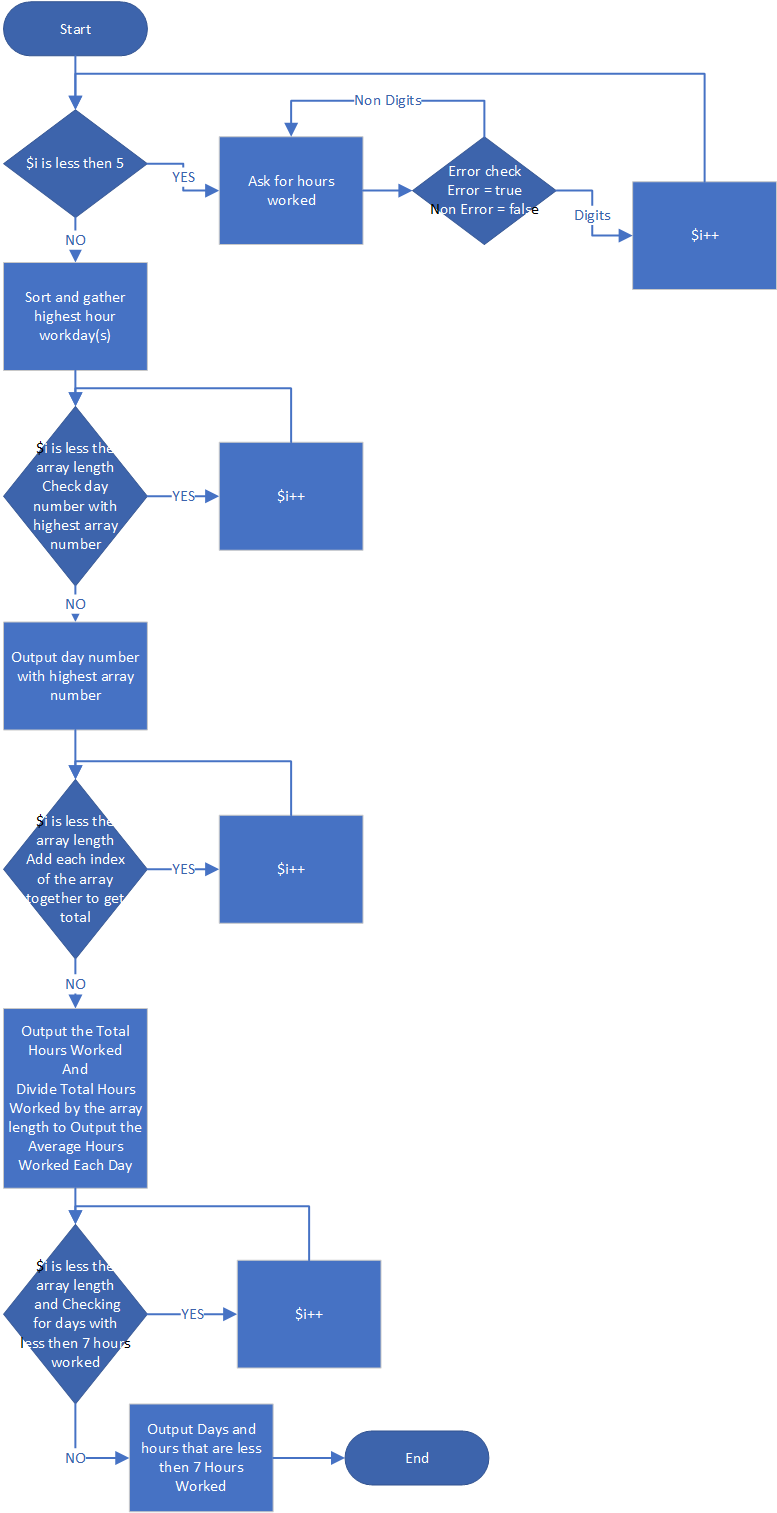 Start
$i is less then 5
YES
Ask for hours
worked
Non Digits
Error check
Error = true
Non Error = false
Digits
$i++
NO
Sort and gather
highest hour
workday(s)
$i is less the
array length
Check day
number with
highest array
number
YES
$i++
NO
Output day number
with highest array
number
$i is less the
array length
Add each index
of the array
together to get
total
YES
$i++
NO
Output the Total
Hours Worked
And
Divide Total Hours
Worked by the array
length to Output the
Average Hours
Worked Each Day
$i is less the
array length
and Checking
for days with
less then 7 hours
worked
YES
$i++
NO
Output Days and
hours that are less
then 7 Hours
Worked
End